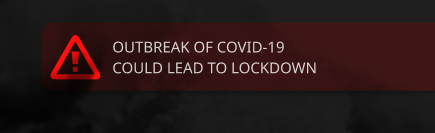 OUTBREAK OF COVID-19
COULD LEAD TO LOCKDOWN